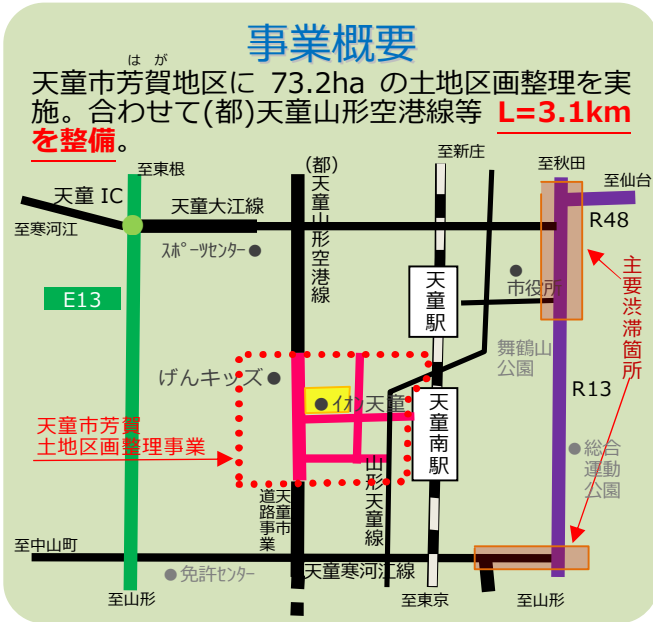 事業概要
はが
天童市芳賀地区に 73.2ha の土地区画整理を実
施。合わせて(都)天童山形空港線等 L=3.1km
を整備。
至東根
(都)天童山形空港線
至新庄
至秋田
至仙台
天童 IC
天童大江線
至寒河江
R48
スポーツセンター
E13
天童駅
市役所
主要渋滞箇所
舞鶴山
公園
げんキッズ
イオン天童
R13
天童市芳賀
土地区画整理事業
天童南駅
総合
運動
公園
山形天童線
天童市
道路事業
至中山町
天童寒河江線
免許センター
至山形
至東京
至山形